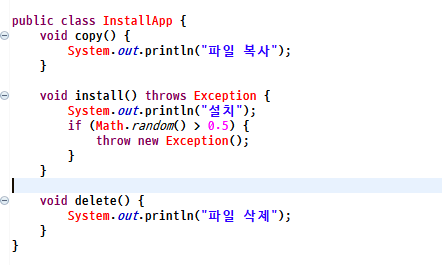 public class InstallApp {
void copy() {
System.out.println("파일 복사");
}
void install() throws Exception {
System.out.println("설치");
if (Math.random() > 0.5) {
throw new Exception();
}
}
void delete() {
System.out.println("파일 삭제");
}
}